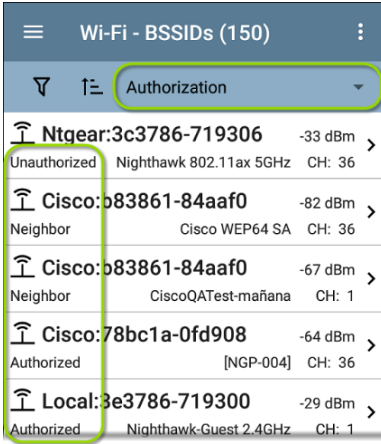 Wi-Fi - BSSIDs (150)
Authorization
Ntgear:3c3786-719306 -33 dBm
Unauthorized Nighthawk 802.11ax 5GHz CH: 36
Cisco:b83861-84aaf0 -82 dBm
Neighbor Cisco WEP64 SA CH: 36
Cisco:b83861-84aaf0 -67 dBm
Neighbor CiscoQATest-mañana CH: 1
Cisco:78bc1a-0fd908 -64 dBm
Authorized [NGP-004] CH: 36
Local:3e3786-719300 -29 dBm
Authorized Nighthawk-Guest 2.4GHz CH: 1